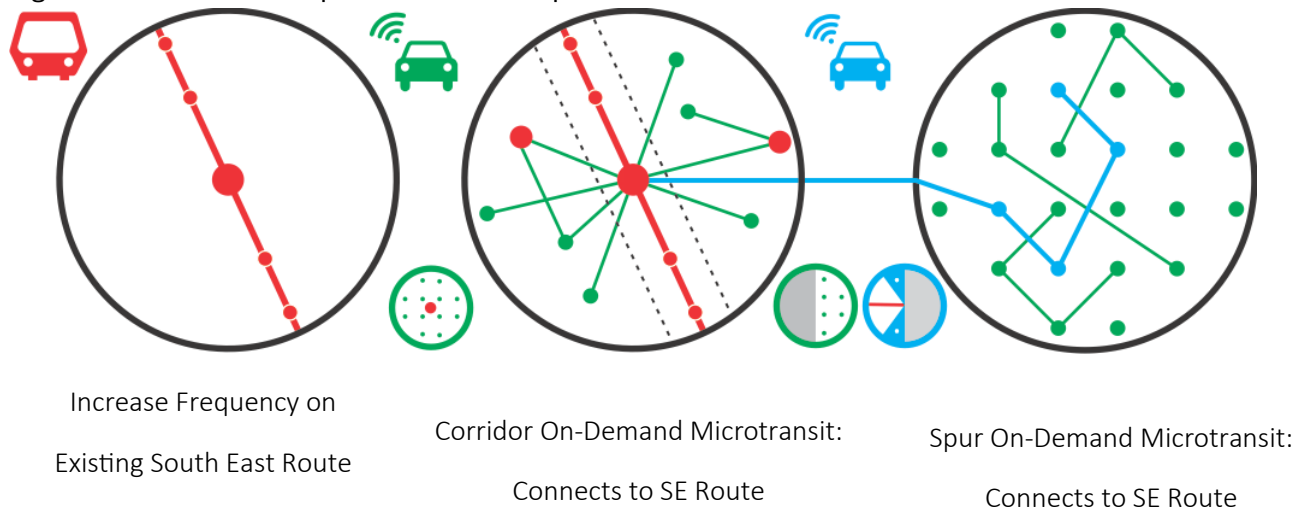 Increase Frequency on
Existing South East Route
Corridor On-Demand Microtransit:
Connects to SE Route
Spur On-Demand Microtransit:
Connects to SE Route